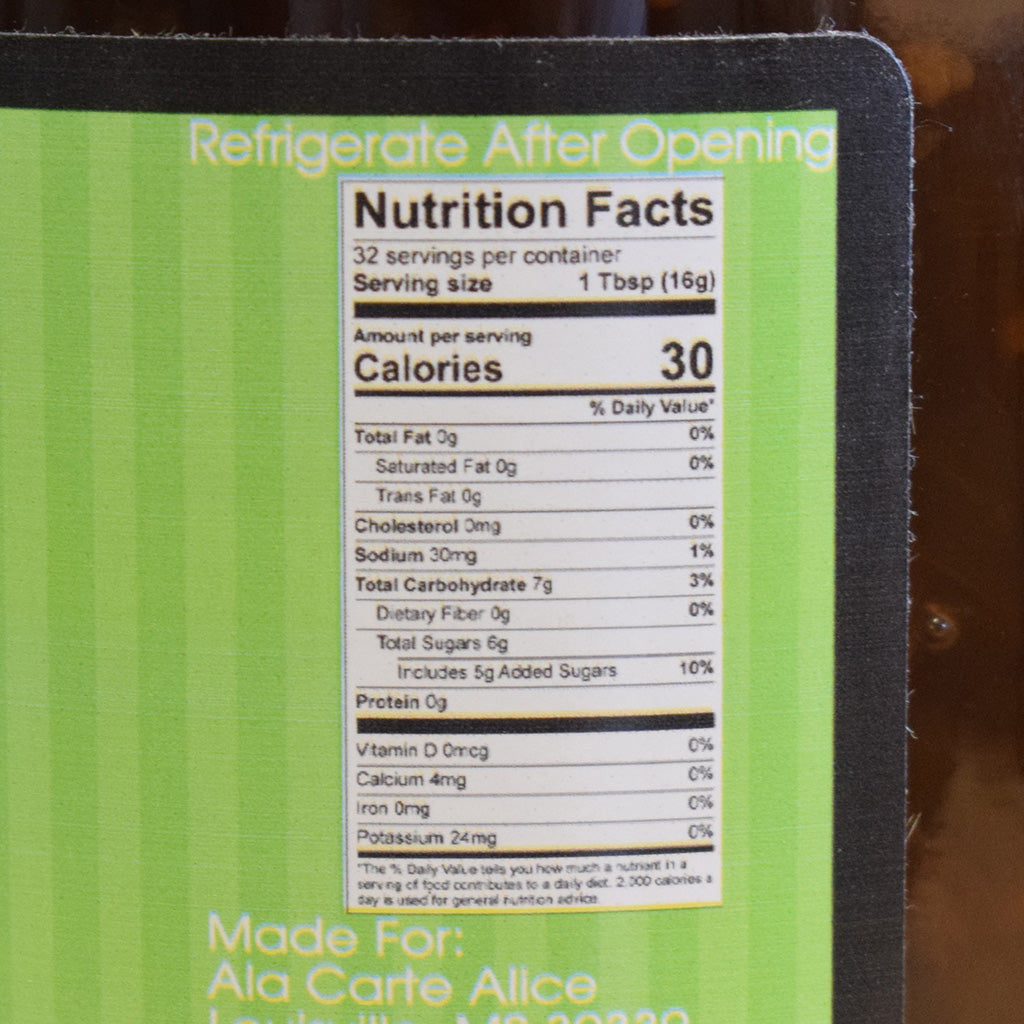 Refrigerate After Opening
Nutrition Facts
32 servings per container
Serving size 1 Tbsp (16g)
Amount per serving
Calories 30
% Daily Value*
Total Fat 0g 0%
Saturated Fat 0g 0%
Trans Fat 0g
Cholesterol 0mg 0%
Sodium 30mg 1%
Total Carbohydrate 7g 3%
Dietary Fiber 0g 0%
Total Sugars 6g
Includes 5g Added Sugars 10%
Protein 0g
Vitamin D 0mcg 0%
Calcium 4mg 0%
Iron 0mg 0%
Potassium 24mg 0%
*The % Daily Value tells you how much a nutrient in a
serving of food contributes to a daily diet. 2,000 calories a
day is used for general nutrition advice.
Made For:
Ala Carte Alice
Louisville, MS 39339